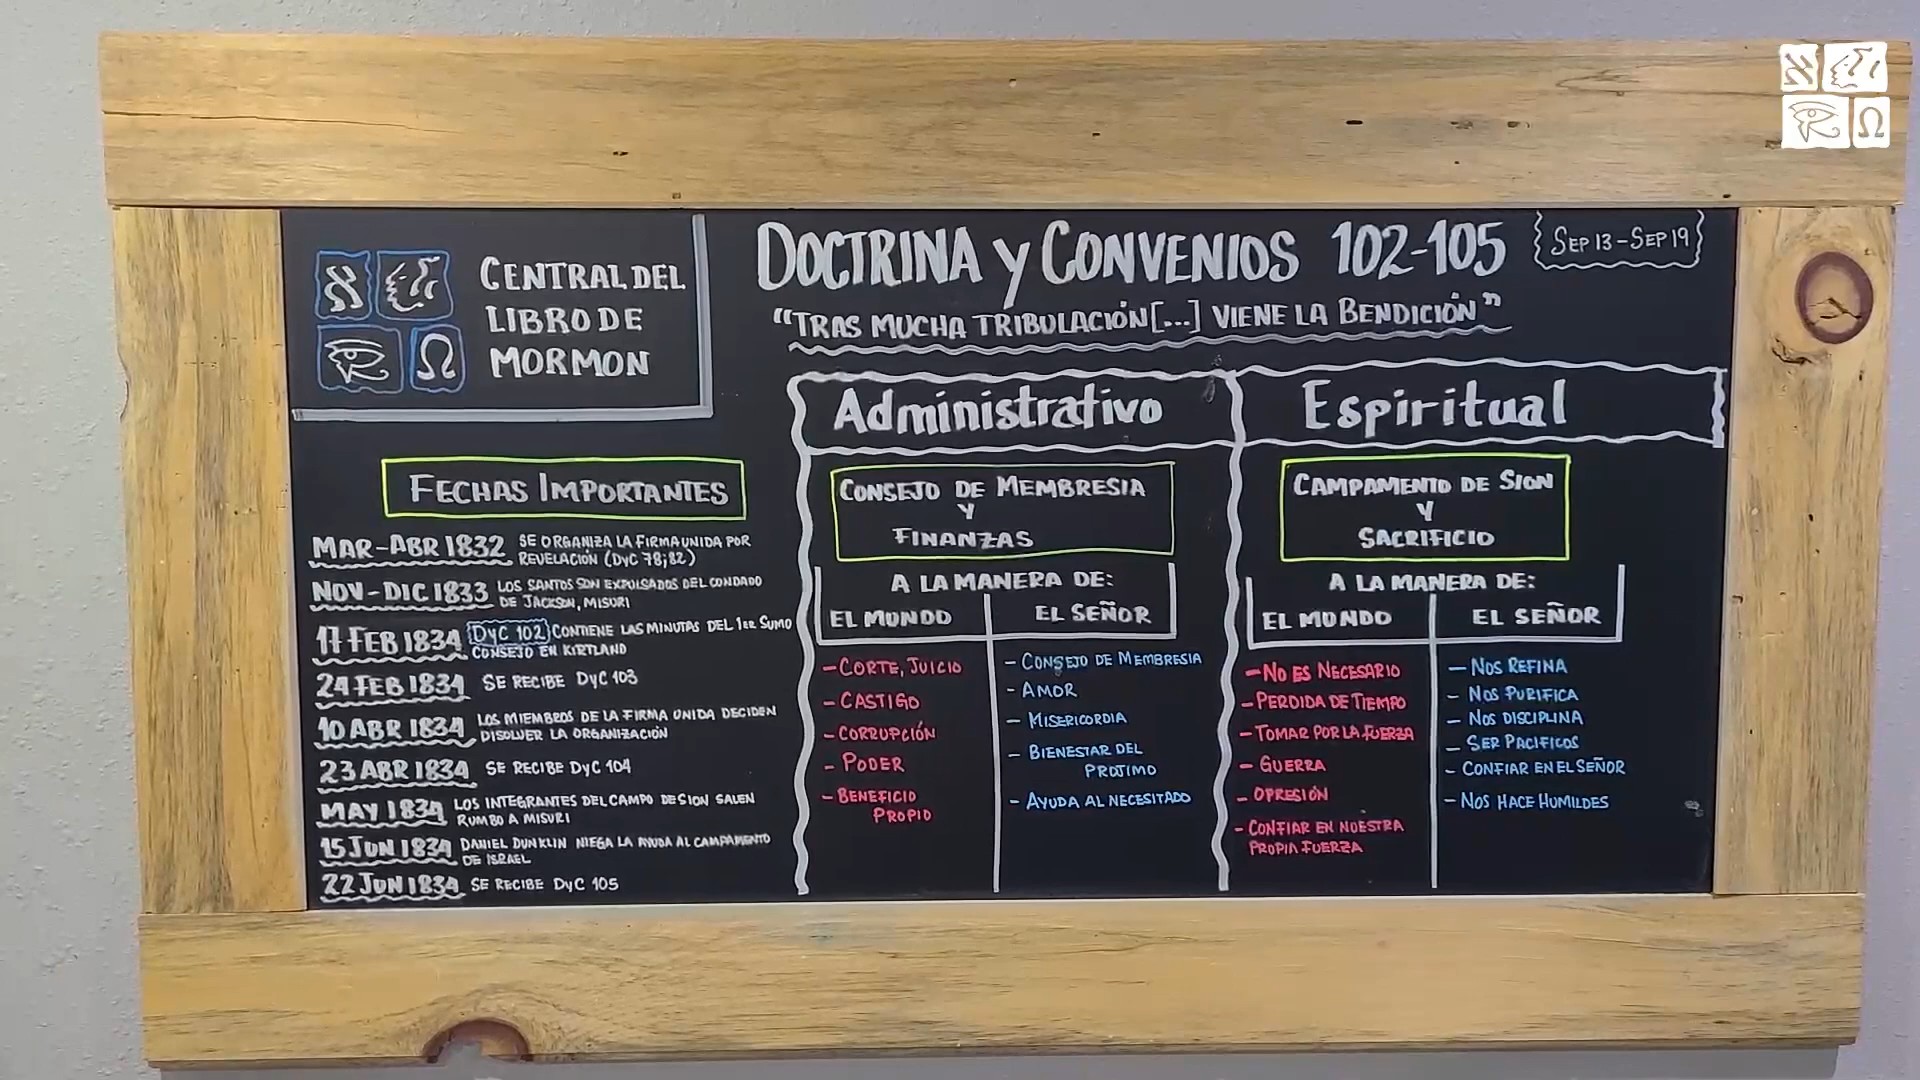 CENTRAL DEL
LIBRO DE
MORMON
DOCTRINA Y CONVENIOS 102-105
SEP 13-SEP 19
"TRAS MUCHA TRIBULACIÓN[...] VIENE LA BENDICIÓN"
FECHAS IMPORTANTES
MAR-ABR 1832 SE ORGANIZA LA FIRMA UNIDA POR
REVELACIÓN (DyC 78;82)
NOV-DIC 1833 LOS SANTOS SON EXPULSADOS DEL CONDADO
DE JACKSON, MISURI
17 FEB 1834 DyC 102 CONTIENE LAS MINUTAS DEL 1ER SUMO
CONSEJO EN KIRTLAND
24 FEB 1834 SE RECIBE DyC 103
10 ABR 1834 LOS MIEMBROS DE LA FIRMA UNIDA DECIDEN
DISOLVER LA ORGANIZACIÓN
23 ABR 1834 SE RECIBE DyC 104
MAY 1834 LOS INTEGRANTES DEL CAMPO DE SION SALEN
RUMBO A MISURI
15 JUN 1834 DANIEL DUNKLIN NIEGA LA AYUDA AL CAMPAMENTO
DE ISRAEL
22 JUN 1834 SE RECIBE DyC 105
Administrativo
CONSEJO DE MEMBRESIA
Y
FINANZAS
A LA MANERA DE:
EL MUNDO
- CORTE, JUICIO
- CASTIGO
- CORRUPCIÓN
- PODER
- BENEFICIO
PROPIO
EL SEÑOR
- CONSEJO DE MEMBRESIA
- AMOR
- MISERICORDIA
- BIENESTAR DEL
PROJIMO
- AYUDA AL NECESITADO
Espiritual
CAMPAMENTO DE SION
Y
SACRIFICIO
A LA MANERA DE:
EL MUNDO
- NO ES NECESARIO
- PERDIDA DE TIEMPO
- TOMAR POR LA FUERZA
- GUERRA
- OPRESIÓN
- CONFIAR EN NUESTRA
PROPIA FUERZA
EL SEÑOR
- NOS REFINA
- NOS PURIFICA
- NOS DISCIPLINA
- SER PACIFICOS
- CONFIAR EN EL SEÑOR
- NOS HACE HUMILDES